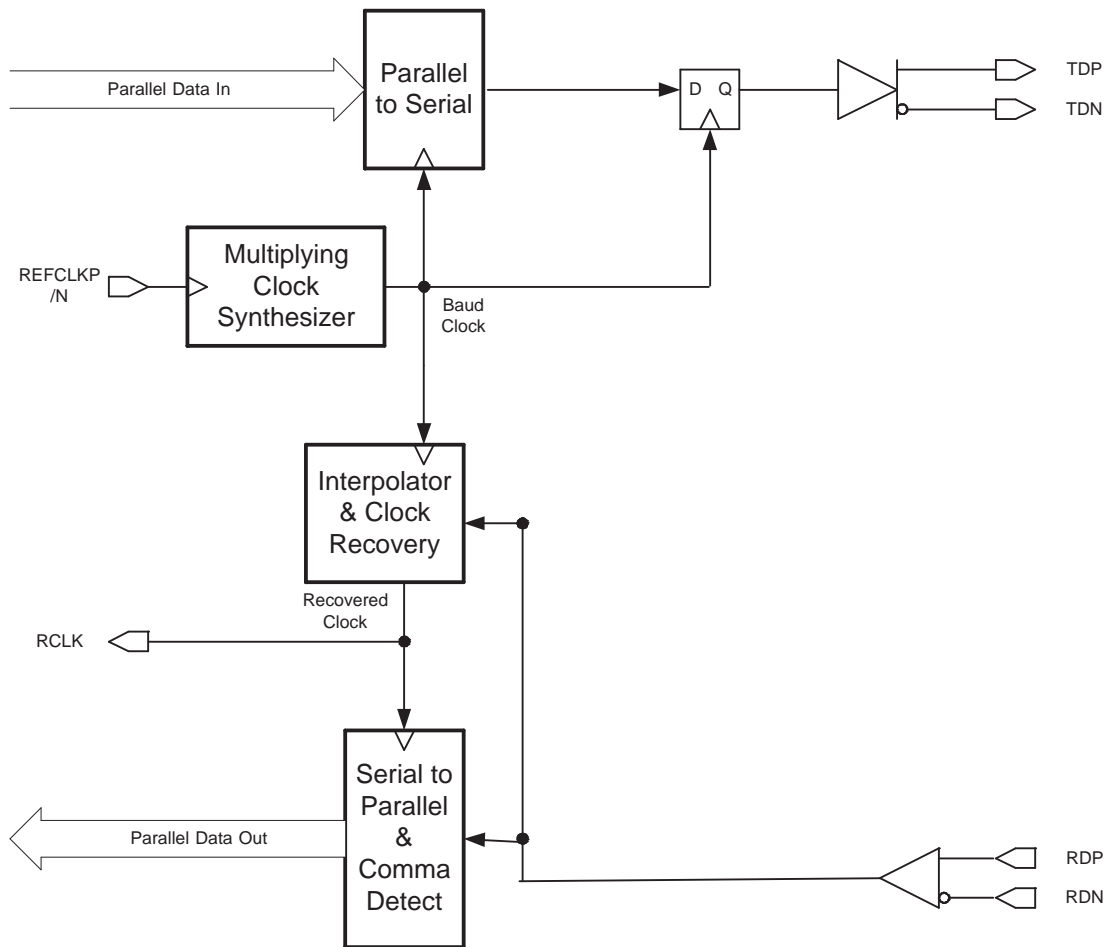 Parallel
to Serial
Parallel Data In
D Q
TDP
TDN
Multiplying
Clock
Synthesizer
REFCLKP
/N
Baud
Clock
Interpolator
& Clock
Recovery
Recovered
Clock
RCLK
Serial to
Parallel
&
Comma
Detect
Parallel Data Out
RDP
RDN